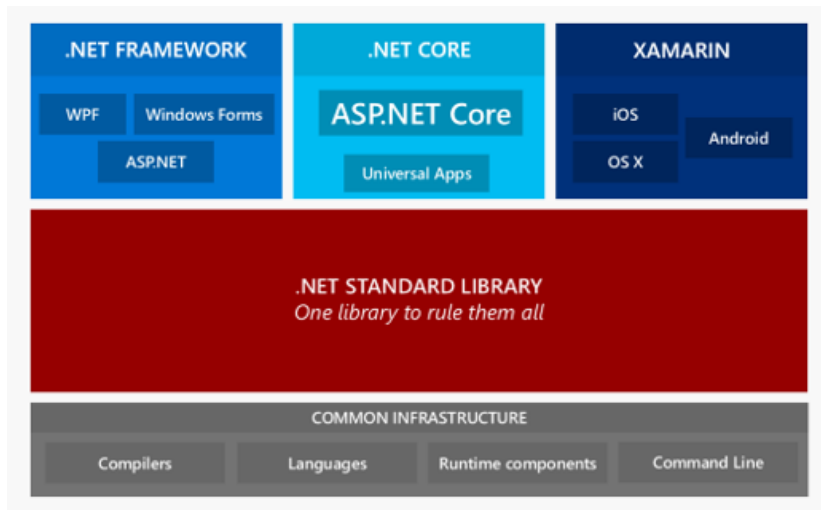 .NET FRAMEWORK
WPF
Windows Forms
ASP.NET
.NET CORE
ASP.NET Core
Universal Apps
XAMARIN
iOS
Android
OS X
.NET STANDARD LIBRARY
One library to rule them all
COMMON INFRASTRUCTURE
Compilers
Languages
Runtime components
Command Line